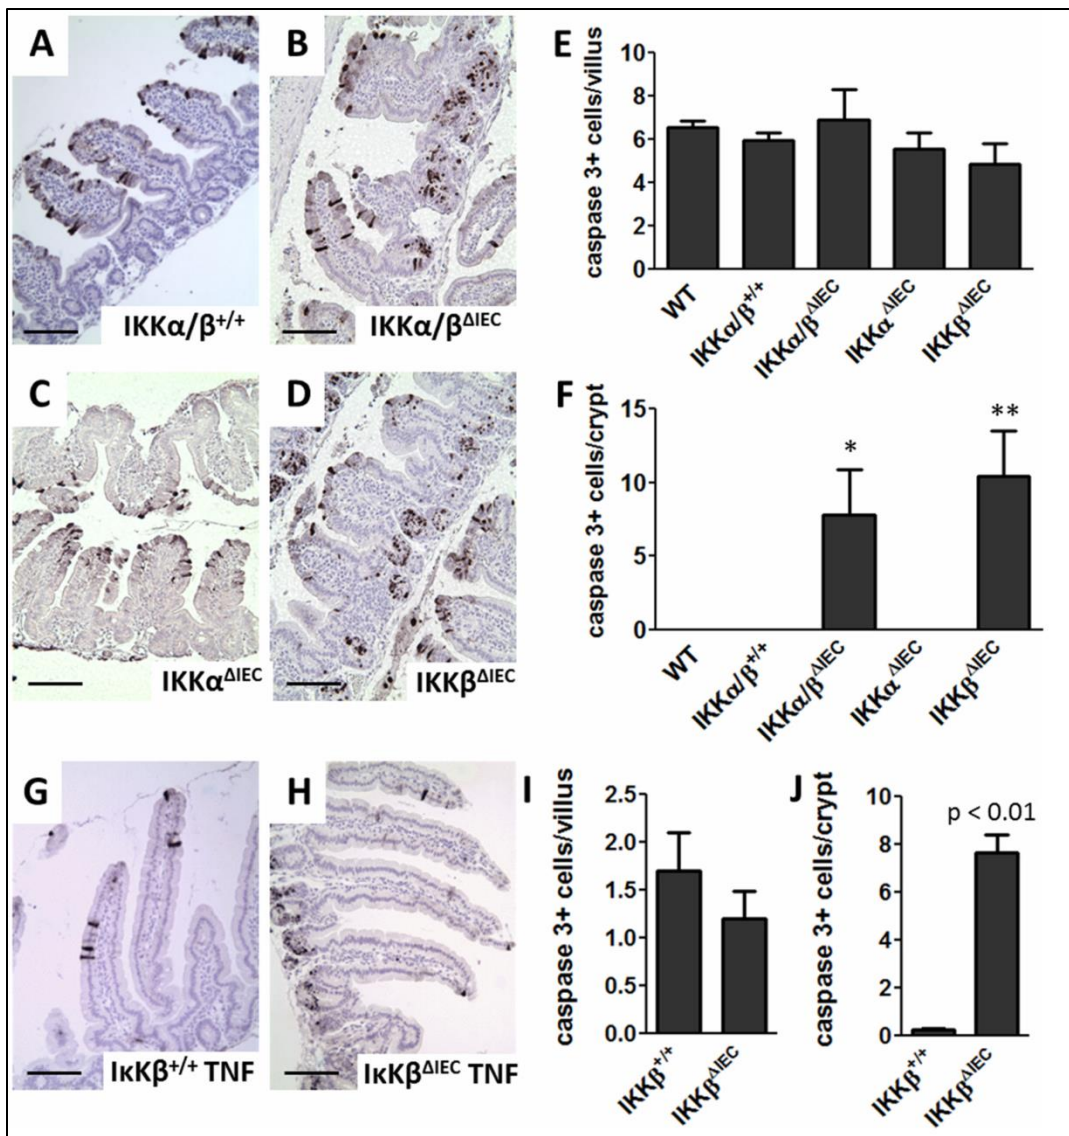 A
IKKα/β+/+
B
IKKα/βΔIEC
C
IKKαΔIEC
D
IKKβΔIEC
E
caspase 3+ cells/villus
10
8
6
4
2
0
WT
IKKα/β+/+
IKKα/βΔIEC
IKKαΔIEC
IKKβΔIEC
F
caspase 3+ cells/crypt
15
10
5
0
*
**
WT
IKKα/β+/+
IKKα/βΔIEC
IKKαΔIEC
IKKβΔIEC
G
IκKβ+/+ TNF
H
IκKβΔIEC TNF
I
caspase 3+ cells/villus
2.5
2.0
1.5
1.0
0.5
0.0
IKKβ+/+
IKKβΔIEC
J
caspase 3+ cells/crypt
10
8
6
4
2
0
p < 0.01
IKKβ+/+
IKKβΔIEC